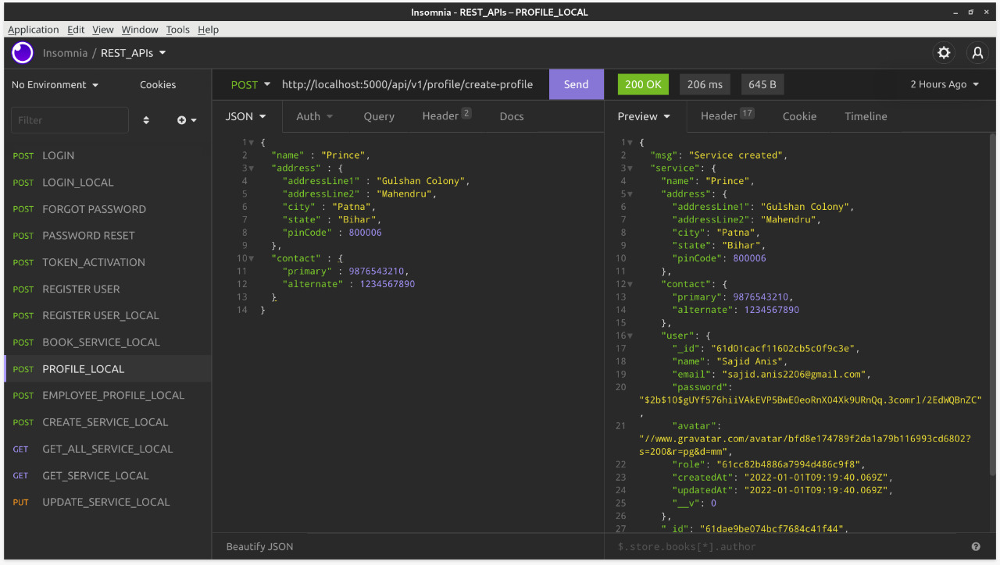 Insomnia - REST_APIs – PROFILE_LOCAL
Application Edit View Window Tools Help
Insomnia / REST_APIs
No Environment Cookies
Filter
POST LOGIN
POST LOGIN_LOCAL
POST FORGOT PASSWORD
POST PASSWORD RESET
POST TOKEN_ACTIVATION
POST REGISTER USER
POST REGISTER USER_LOCAL
POST BOOK_SERVICE_LOCAL
POST PROFILE_LOCAL
POST EMPLOYEE_PROFILE_LOCAL
POST CREATE_SERVICE_LOCAL
GET GET_ALL_SERVICE_LOCAL
GET GET_SERVICE_LOCAL
PUT UPDATE_SERVICE_LOCAL
POST http://localhost:5000/api/v1/profile/create-profile Send
JSON Auth Query Header 2 Docs
1 {
2 "name" : "Prince",
3 "address" : {
4 "addressLine1" : "Gulshan Colony",
5 "addressLine2" : "Mahendru",
6 "city" : "Patna",
7 "state" : "Bihar",
8 "pinCode" : 800006
9 },
10 "contact" : {
11 "primary" : 9876543210,
12 "alternate" : 1234567890
13 }
14 }
Beautify JSON
200 OK 206 ms 645 B 2 Hours Ago
Preview Header 17 Cookie Timeline
1 {
2 "msg": "Service created",
3 "service": {
4 "name": "Prince",
5 "address": {
6 "addressLine1": "Gulshan Colony",
7 "addressLine2": "Mahendru",
8 "city": "Patna",
9 "state": "Bihar",
10 "pinCode": 800006
11 },
12 "contact": {
13 "primary": 9876543210,
14 "alternate": 1234567890
15 },
16 "user": {
17 "_id": "61d01cacf11602cb5c0f9c3e",
18 "name": "Sajid Anis",
19 "email": "sajid.anis2206@gmail.com",
20 "password":
"$2b$10$gUYf576hiiVAkEVP5BwE0eoRnX04Xk9URnQq.3comrl/2EdWQBnZC"
,
21 "avatar":
"//www.gravatar.com/avatar/bfd8e174789f2da1a79b116993cd6802?
s=200&r=pg&d=mm",
22 "role": "61cc82b4886a7994d486c9f8",
23 "createdAt": "2022-01-01T09:19:40.069Z",
24 "updatedAt": "2022-01-01T09:19:40.069Z",
25 "__v": 0
26 },
27 "_id": "61dae9be074bcf7684c41f44",
$.store.books[*].author